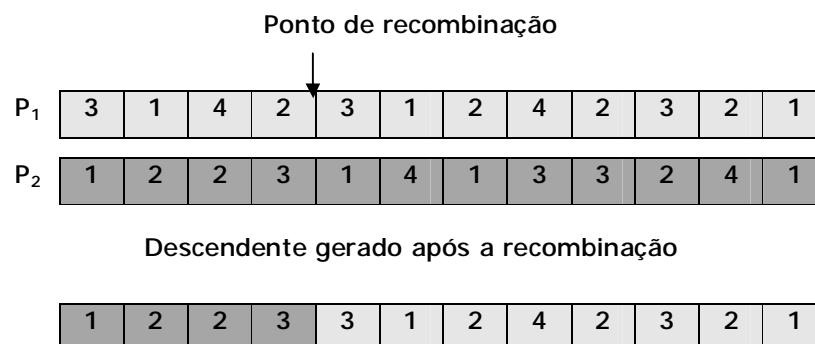 Ponto de recombinação
P₁ 3 1 4 2 3 1 2 4 2 3 2 1
P₂ 1 2 2 3 1 4 1 3 3 2 4 1
Descendente gerado após a recombinação
1 2 2 3 3 1 2 4 2 3 2 1